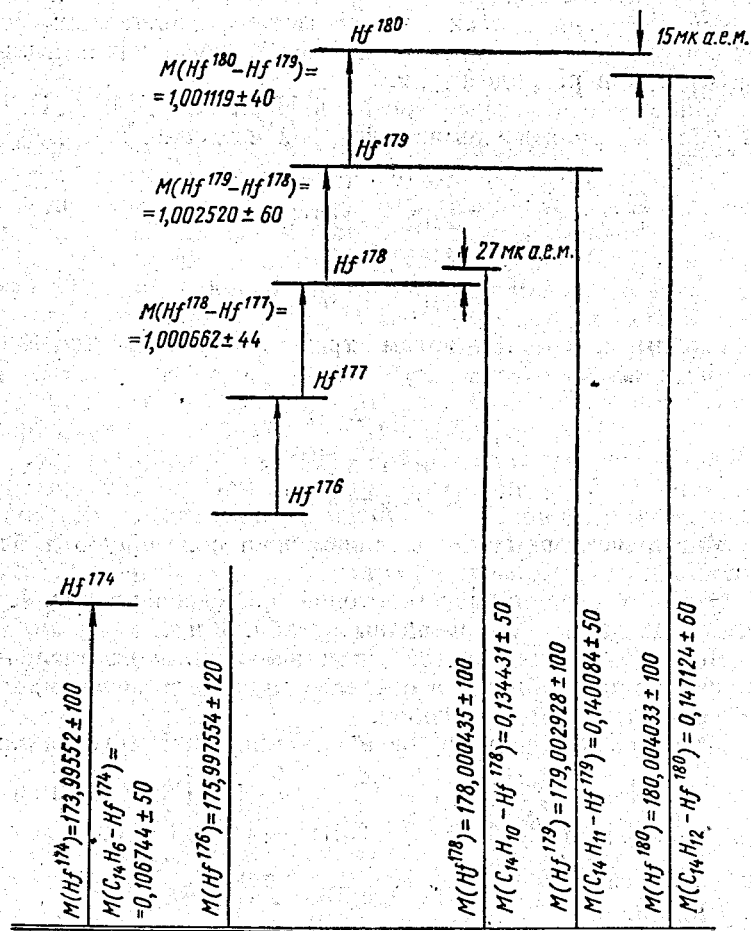 Hf¹⁸⁰
15 мк а.е.м.
M(Hf¹⁸⁰–Hf¹⁷⁹)=
=1,001119±40
Hf¹⁷⁹
M(Hf¹⁷⁹–Hf¹⁷⁸)=
=1,002520±60
27 мк а.е.м.
Hf¹⁷⁸
M(Hf¹⁷⁸–Hf¹⁷⁷)=
=1,000662±44
Hf¹⁷⁷
Hf¹⁷⁶
Hf¹⁷⁴
M(Hf¹⁷⁴)=173,99552±100
M(C₁₄H₆–Hf¹⁷⁴)=
=0,106744±50
M(Hf¹⁷⁶)=175,997554±120
M(Hf¹⁷⁸)=178,000435±100
M(C₁₄H₁₀–Hf¹⁷⁸)=0,134431±50
M(Hf¹⁷⁹)=179,002928±100
M(C₁₄H₁₁–Hf¹⁷⁹)=0,140084±50
M(Hf¹⁸⁰)=180,004033±100
M(C₁₄H₁₂–Hf¹⁸⁰)=0,147124±60